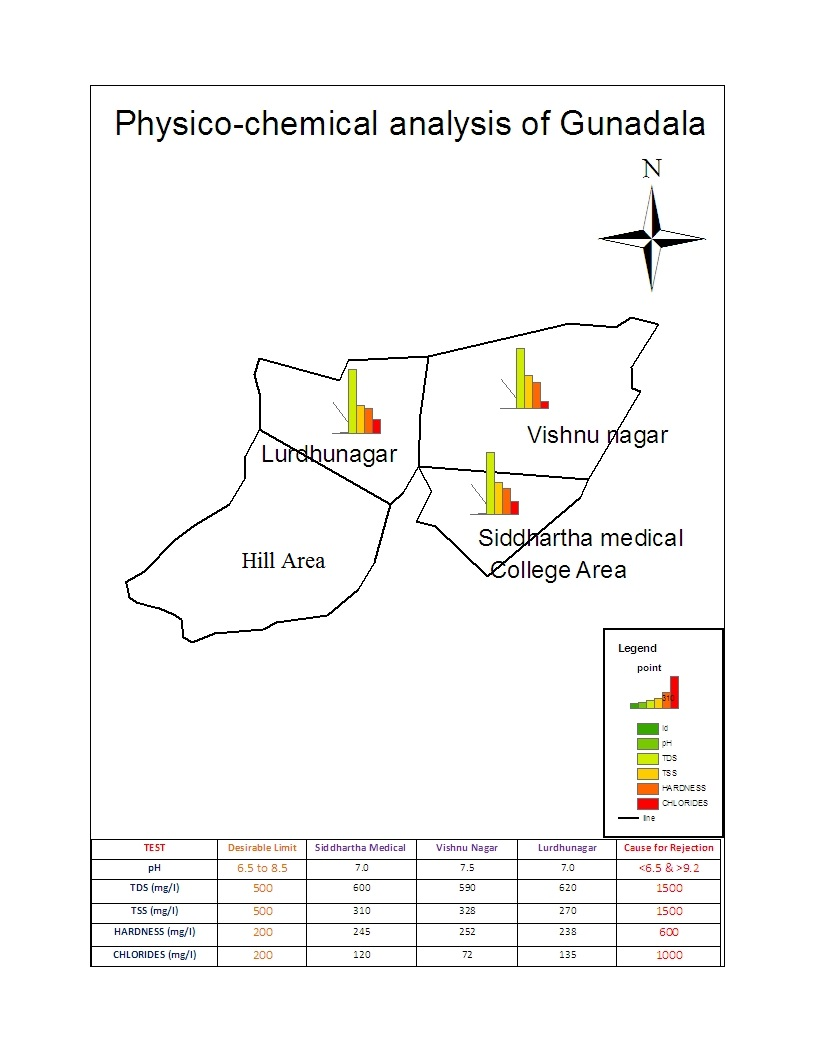 Physico-chemical analysis of Gunadala
N
Vishnu nagar
Lurdhunagar
Siddhartha medical
College Area
Hill Area
Legend
point
310
id
pH
TDS
TSS
HARDNESS
CHLORIDES
line
TEST Desirable Limit Siddhartha Medical Vishnu Nagar Lurdhunagar Cause for Rejection
pH 6.5 to 8.5 7.0 7.5 7.0 <6.5 & >9.2
TDS (mg/l) 500 600 590 620 1500
TSS (mg/l) 500 310 328 270 1500
HARDNESS (mg/l) 200 245 252 238 600
CHLORIDES (mg/l) 200 120 72 135 1000